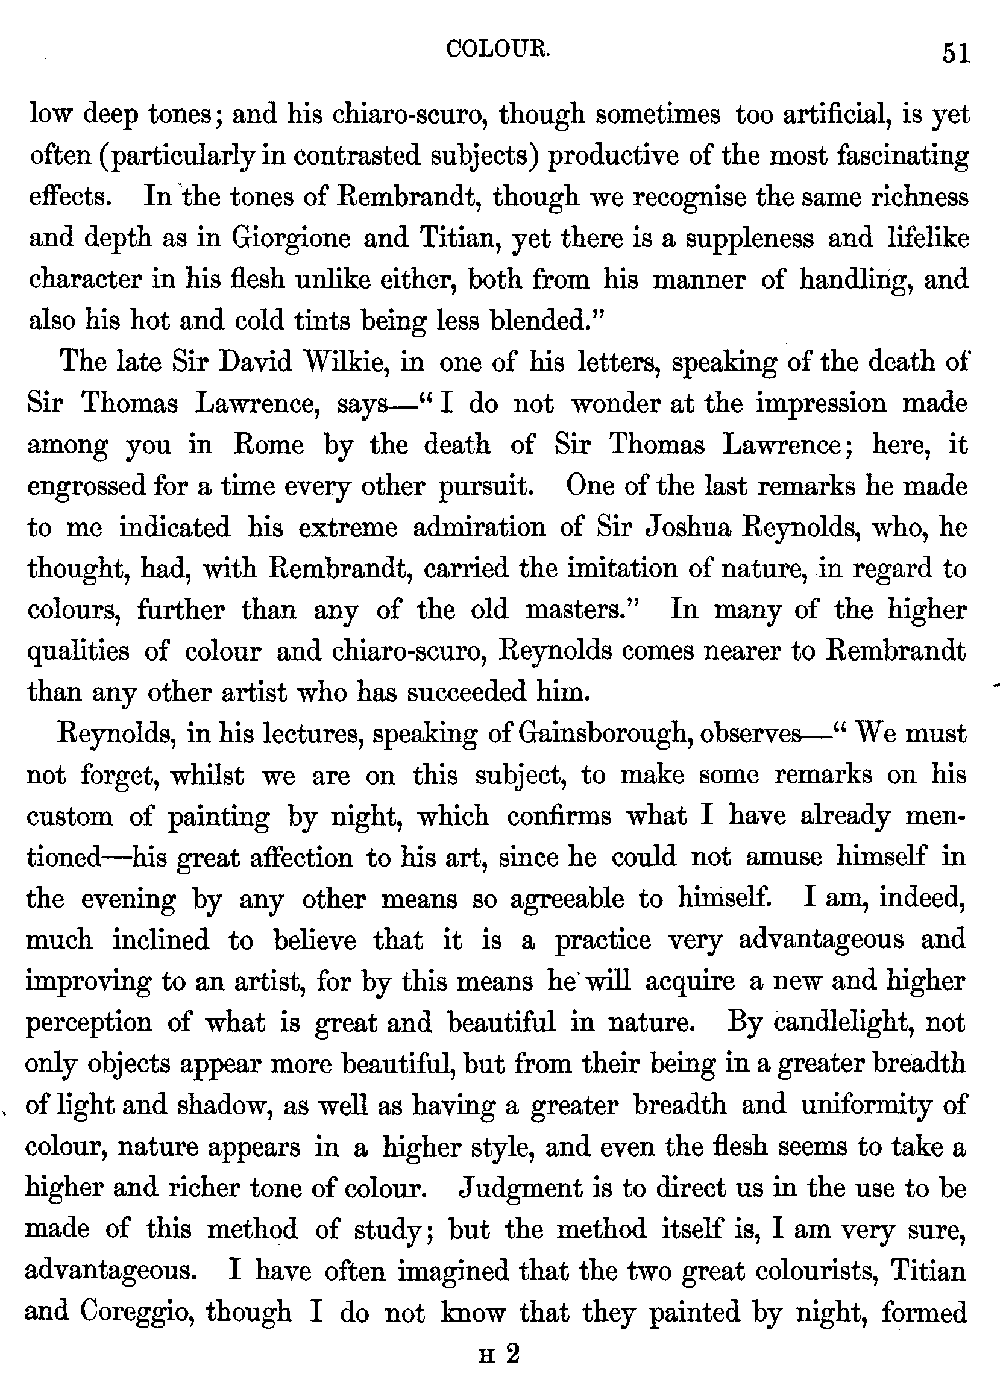 COLOUR. 51
low deep tones; and his chiaro-scuro, though sometimes too artificial, is yet
often (particularly in contrasted subjects) productive of the most fascinating
effects. In the tones of Rembrandt, though we recognise the same richness
and depth as in Giorgione and Titian, yet there is a suppleness and lifelike
character in his flesh unlike either, both from his manner of handling, and
also his hot and cold tints being less blended.”
The late Sir David Wilkie, in one of his letters, speaking of the death of
Sir Thomas Lawrence, says—“ I do not wonder at the impression made
among you in Rome by the death of Sir Thomas Lawrence; here, it
engrossed for a time every other pursuit. One of the last remarks he made
to me indicated his extreme admiration of Sir Joshua Reynolds, who, he
thought, had, with Rembrandt, carried the imitation of nature, in regard to
colours, further than any of the old masters.” In many of the higher
qualities of colour and chiaro-scuro, Reynolds comes nearer to Rembrandt
than any other artist who has succeeded him.
Reynolds, in his lectures, speaking of Gainsborough, observes—“ We must
not forget, whilst we are on this subject, to make some remarks on his
custom of painting by night, which confirms what I have already men-
tioned—his great affection to his art, since he could not amuse himself in
the evening by any other means so agreeable to himself. I am, indeed,
much inclined to believe that it is a practice very advantageous and
improving to an artist, for by this means he will acquire a new and higher
perception of what is great and beautiful in nature. By candlelight, not
only objects appear more beautiful, but from their being in a greater breadth
of light and shadow, as well as having a greater breadth and uniformity of
colour, nature appears in a higher style, and even the flesh seems to take a
higher and richer tone of colour. Judgment is to direct us in the use to be
made of this method of study; but the method itself is, I am very sure,
advantageous. I have often imagined that the two great colourists, Titian
and Coreggio, though I do not know that they painted by night, formed
H 2